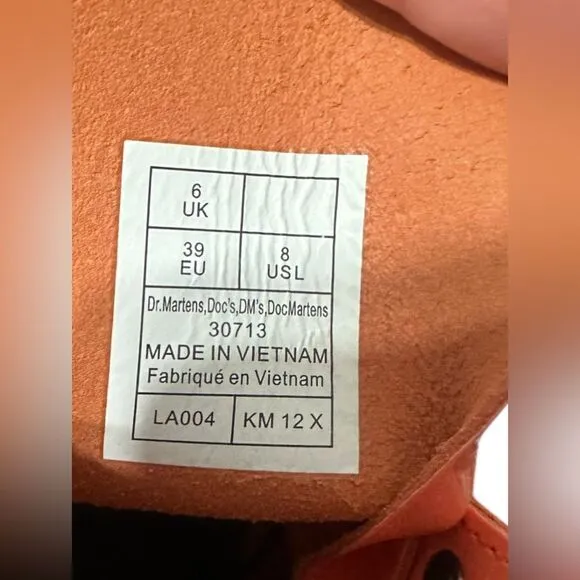 6
UK
39
EU
8
USL
Dr.Martens,Doc's,DM's,DocMartens
30713
MADE IN VIETNAM
Fabriqué en Vietnam
LA004
KM 12 X